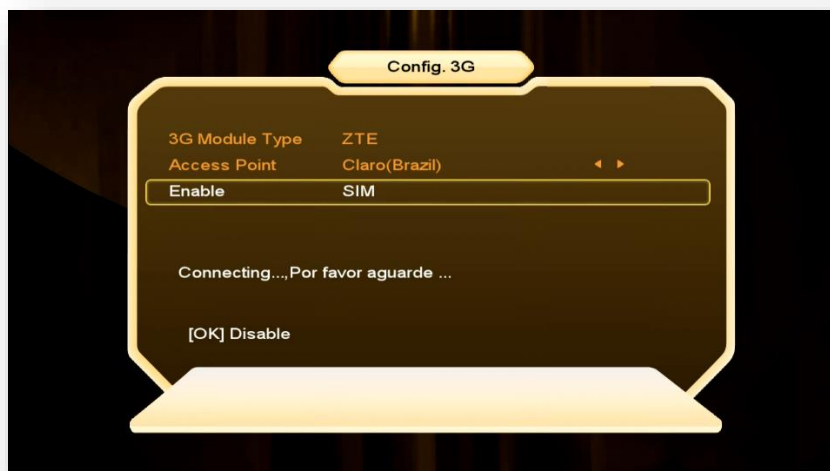 Config. 3G
3G Module Type ZTE
Access Point Claro(Brazil)
Enable SIM
Connecting...,Por favor aguarde ...
[OK] Disable